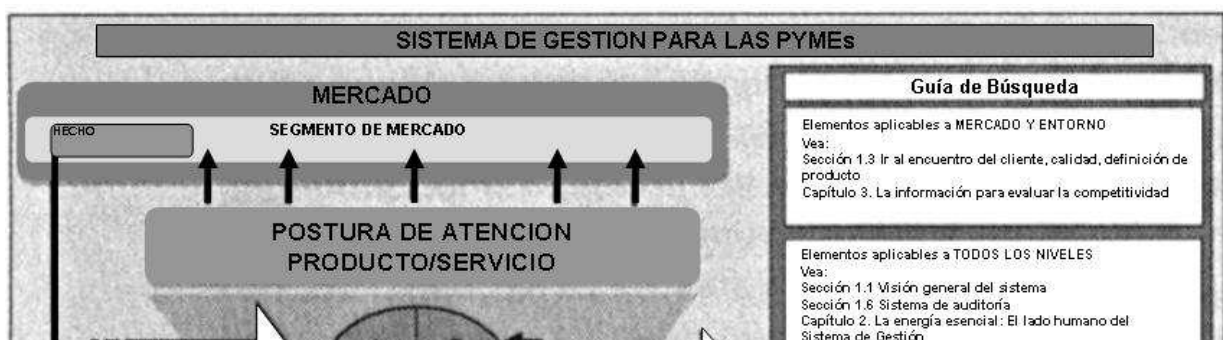 SISTEMA DE GESTION PARA LAS PYMEs
MERCADO
HECHO
SEGMENTO DE MERCADO
POSTURA DE ATENCION
PRODUCTO/SERVICIO
Guía de Búsqueda
Elementos aplicables a MERCADO Y ENTORNO
Vea:
Sección 1.3 Ir al encuentro del cliente, calidad, definición de
producto
Capítulo 3. La información para evaluar la competitividad
Elementos aplicables a TODOS LOS NIVELES
Vea:
Sección 1.1 Visión general del sistema
Sección 1.6 Sistema de auditoría
Capítulo 2. La energía esencial: El lado humano del
Sistema de Gestión